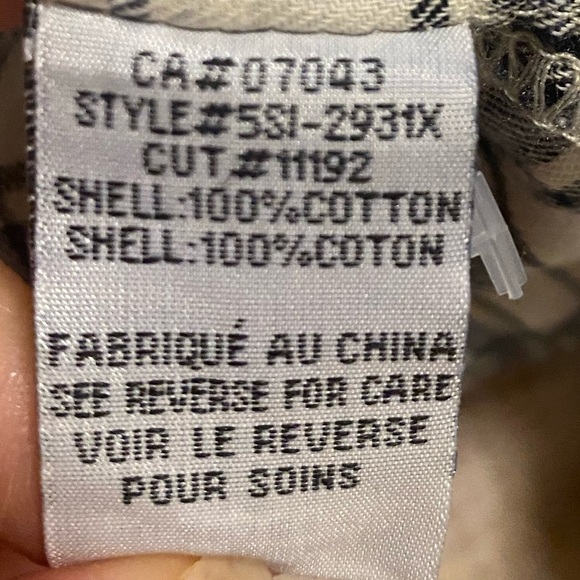 CA#07043
STYLE#5SI-2931X
CUT#11192
SHELL:100%COTTON
SHELL:100%COTON
FABRIQUÉ AU CHINA
SEE REVERSE FOR CARE
VOIR LE REVERSE
POUR SOINS